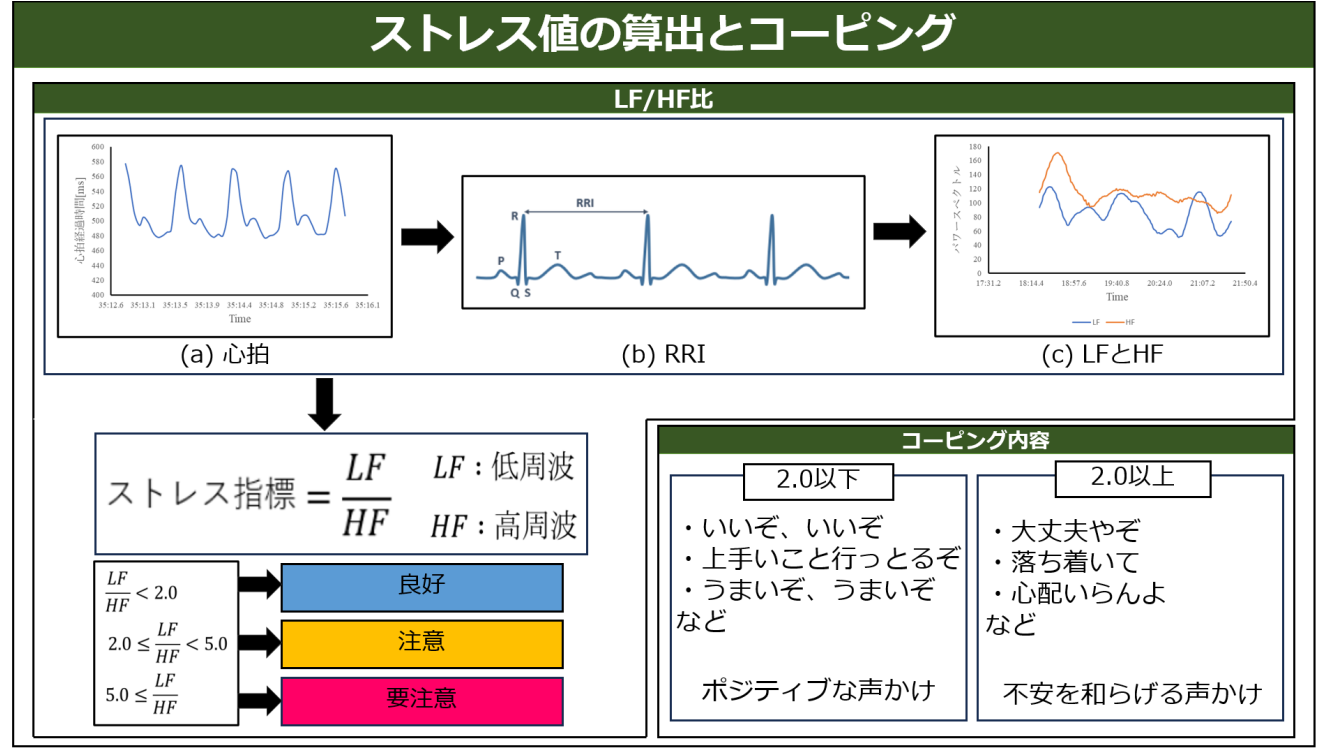 ストレス値の算出とコーピング
LF/HF比
600
580
560
540
520
500
480
460
440
420
400
心拍経過時間[ms]
35:12.6 35:13.1 35:13.5 35:13.9 35:14.4 35:14.8 35:15.2 35:15.6 35:16.1
Time
(a) 心拍
RRI
R
P
T
Q S
(b) RRI
180
160
140
120
100
80
60
40
20
0
パワースペクトル
17:31.2 18:14.4 18:57.6 19:40.8 20:24.0 21:07.2 21:50.4
Time
LF HF
(c) LFとHF
ストレス指標 = LF/HF
LF : 低周波
HF : 高周波
LF/HF < 2.0
良好
2.0 ≤ LF/HF < 5.0
注意
5.0 ≤ LF/HF
要注意
コーピング内容
2.0以下
・いいぞ、いいぞ
・上手いこと行っとるぞ
・うまいぞ、うまいぞ
など
ポジティブな声かけ
2.0以上
・大丈夫やぞ
・落ち着いて
・心配いらんよ
など
不安を和らげる声かけ